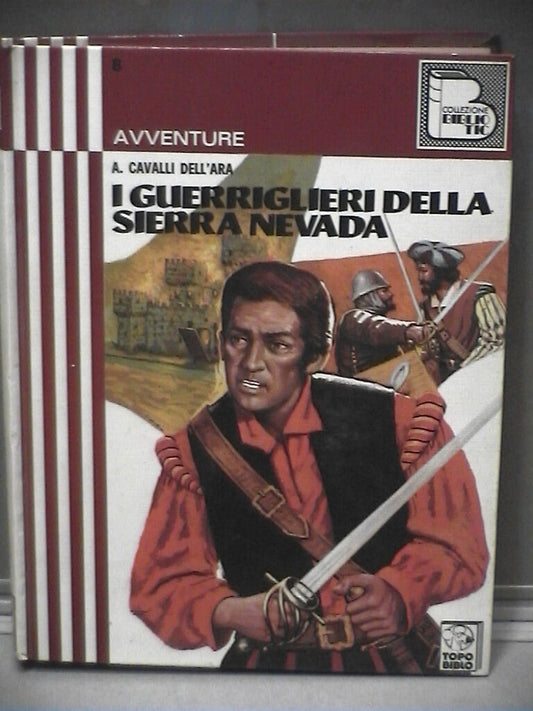 8
COLLEZIONE
BIBLIO
TIC
AVVENTURE
A. CAVALLI DELL'ARA
I GUERRIGLIERI DELLA
SIERRA NEVADA
TOPO
BIBLO